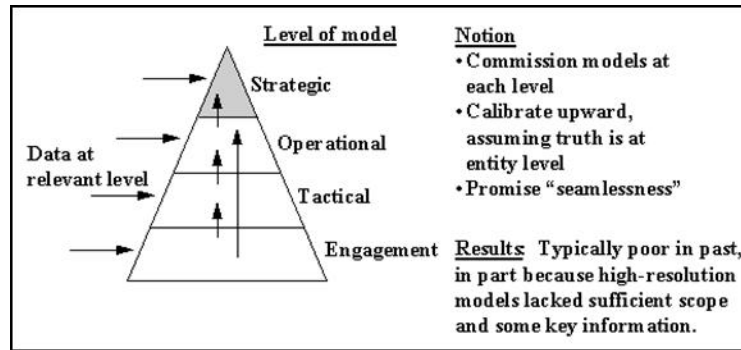 Level of model
Strategic
Operational
Tactical
Engagement
Data at
relevant level
Notion
• Commission models at
each level
• Calibrate upward,
assuming truth is at
entity level
• Promise “seamlessness”
Results: Typically poor in past,
in part because high-resolution
models lacked sufficient scope
and some key information.